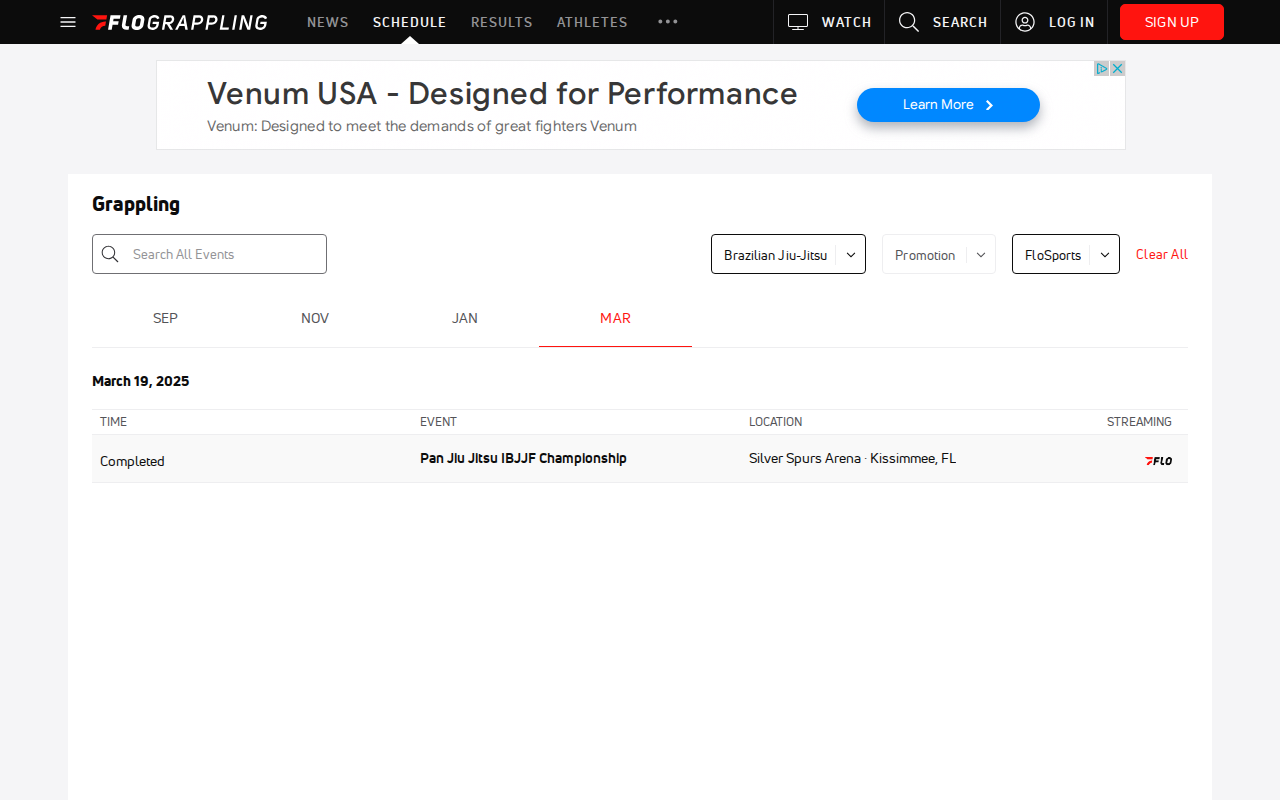 FLOGRAPPLING NEWS SCHEDULE RESULTS ATHLETES WATCH SEARCH LOG IN SIGN UP
Venum USA - Designed for Performance
Venum: Designed to meet the demands of great fighters Venum
Learn More
Grappling
Search All Events
Brazilian Jiu-Jitsu
Promotion
FloSports
Clear All
SEP NOV JAN MAR
March 19, 2025
TIME EVENT LOCATION STREAMING
Completed Pan Jiu Jitsu IBJJF Championship Silver Spurs Arena · Kissimmee, FL FLO